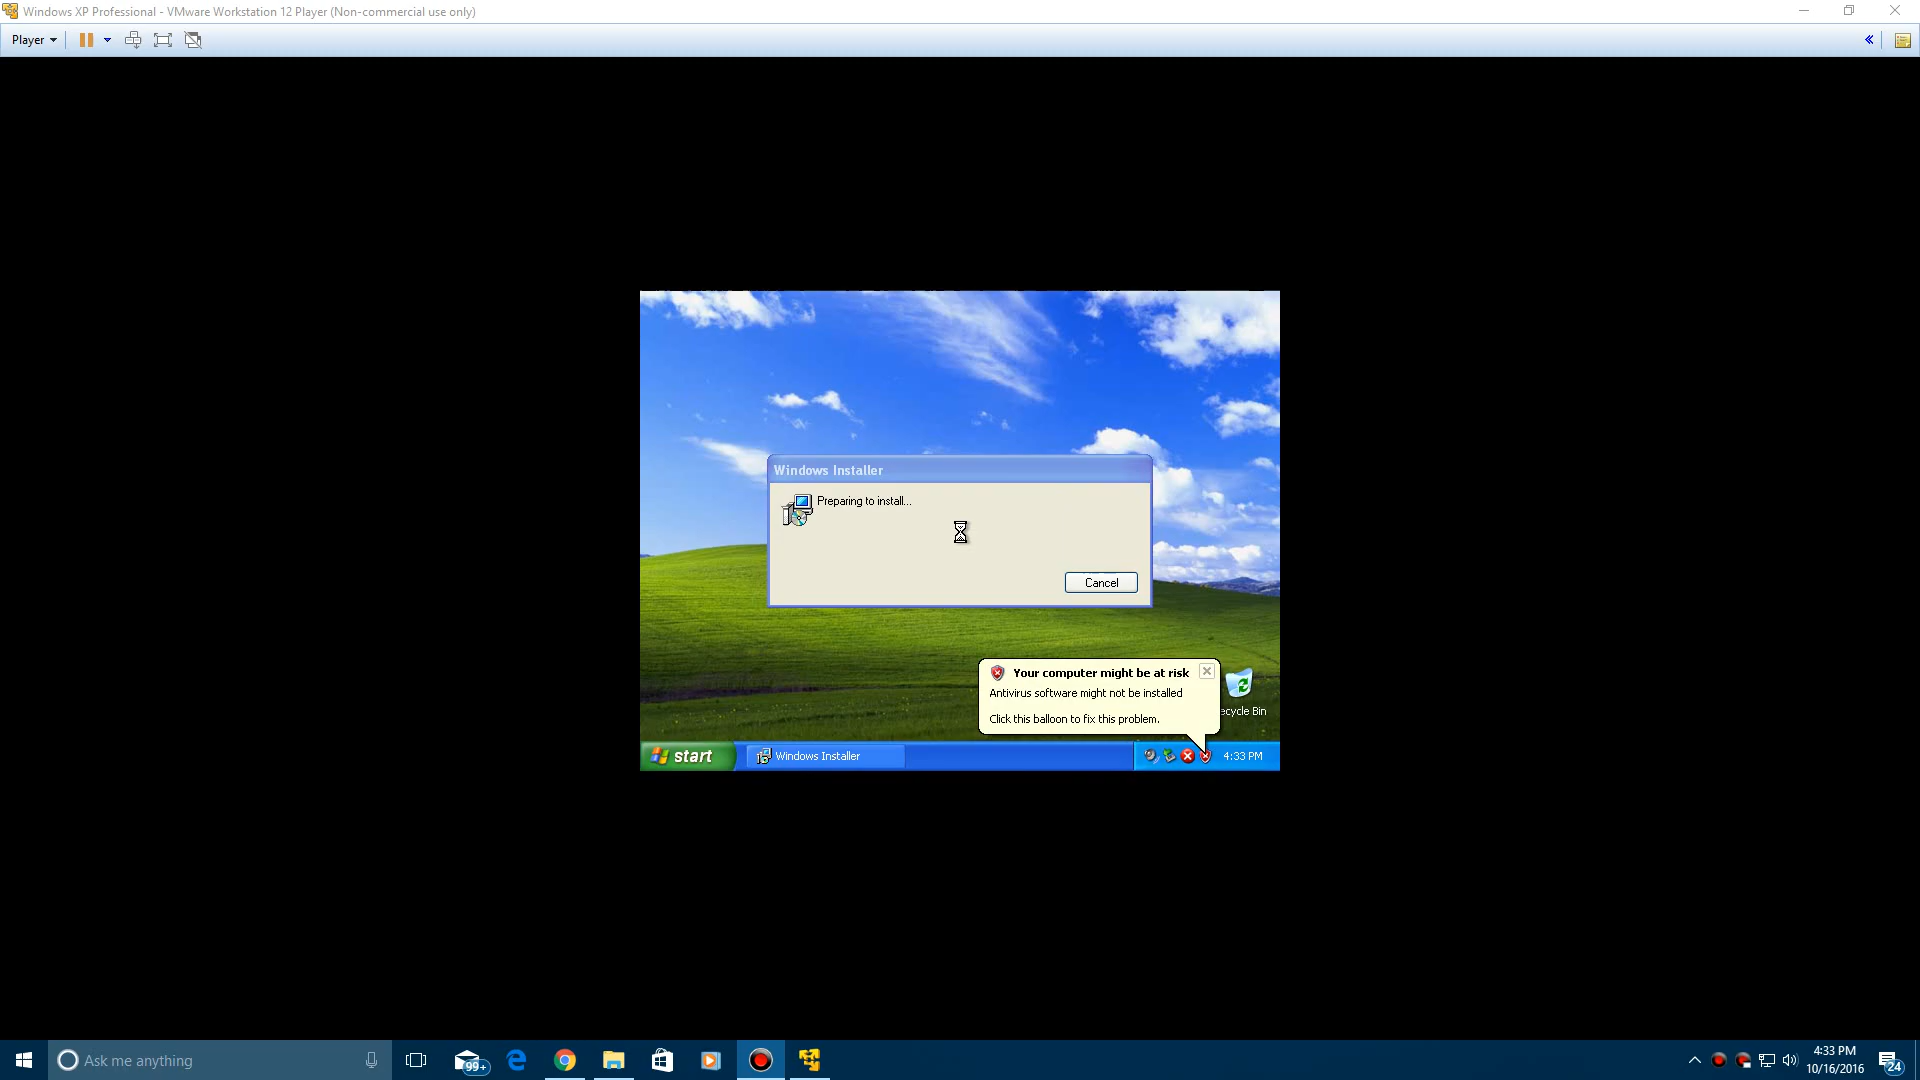 Windows XP Professional - VMware Workstation 12 Player (Non-commercial use only)
Player
Windows Installer
Preparing to install...
Cancel
Your computer might be at risk
Antivirus software might not be installed
Click this balloon to fix this problem.
ecycle Bin
start
Windows Installer
4:33 PM
Ask me anything
99+
4:33 PM
10/16/2016
24